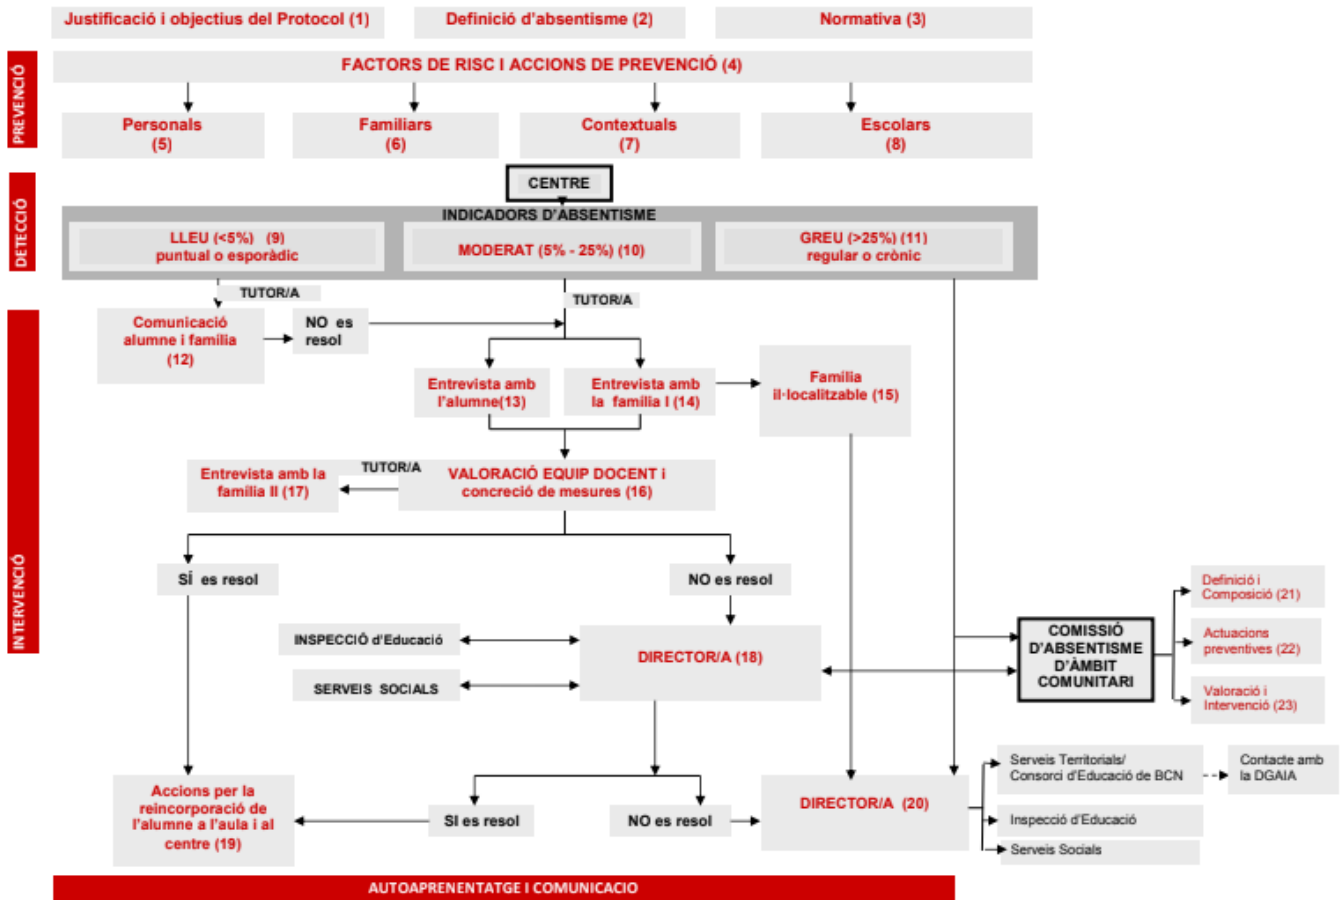 Justificació i objectius del Protocol (1)
Definició d'absentisme (2)
Normativa (3)
PREVENCIÓ
FACTORS DE RISC I ACCIONS DE PREVENCIÓ (4)
Personals
(5)
Familiars
(6)
Contextuals
(7)
Escolars
(8)
DETECCIÓ
CENTRE
INDICADORS D'ABSENTISME
LLEU (<5%) (9)
puntual o esporàdic
MODERAT (5% - 25%) (10)
GREU (>25%) (11)
regular o crònic
INTERVENCIÓ
TUTOR/A
TUTOR/A
Comunicació
alumne i família
(12)
NO es
resol
Entrevista amb
l'alumne(13)
Entrevista amb
la família I (14)
Família
il·localitzable (15)
Entrevista amb la
família II (17)
TUTOR/A
VALORACIÓ EQUIP DOCENT i
concreció de mesures (16)
SÍ es resol
NO es resol
INSPECCIÓ d'Educació
SERVEIS SOCIALS
DIRECTOR/A (18)
COMISSIÓ
D'ABSENTISME
D'ÀMBIT
COMUNITARI
Definició i
Composició (21)
Actuacions
preventives (22)
Valoració i
Intervenció (23)
Accions per la
reincorporació de
l'alumne a l'aula i al
centre (19)
SI es resol
NO es resol
DIRECTOR/A (20)
Serveis Territorials/
Consorci d'Educació de BCN
Contacte amb
la DGAIA
Inspecció d'Educació
Serveis Socials
AUTOAPRENENTATGE I COMUNICACIO